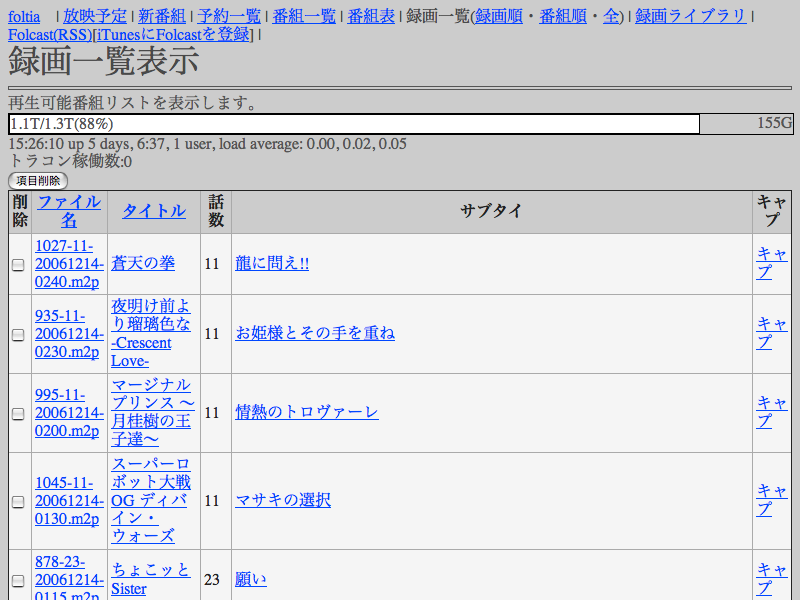 foltia | 放映予定 | 新番組 | 予約一覧 | 番組一覧 | 番組表 | 録画一覧(録画順・番組順・全) | 録画ライブラリ |
Folcast(RSS)[iTunesにFolcastを登録] |
録画一覧表示
再生可能番組リストを表示します。
1.1T/1.3T(88%) 155G
15:26:10 up 5 days, 6:37, 1 user, load average: 0.00, 0.02, 0.05
トラコン稼働数:0
項目削除
削除 ファイル名 タイトル 話数 サブタイ キャプ
1027-11-
20061214-
0240.m2p
蒼天の拳
11
龍に問え!!
キャ
プ
935-11-
20061214-
0230.m2p
夜明け前よ
り瑠璃色な
-Crescent
Love-
11
お姫様とその手を重ね
キャ
プ
995-11-
20061214-
0200.m2p
マージナル
プリンス 〜
月桂樹の王
子達〜
11
情熱のトロヴァーレ
キャ
プ
1045-11-
20061214-
0130.m2p
スーパーロ
ボット大戦
OG ディバ
イン・
ウォーズ
11
マサキの選択
キャ
プ
878-23-
20061214-
0115.m2p
ちょこッと
Sister
23
願い
キャ
プ